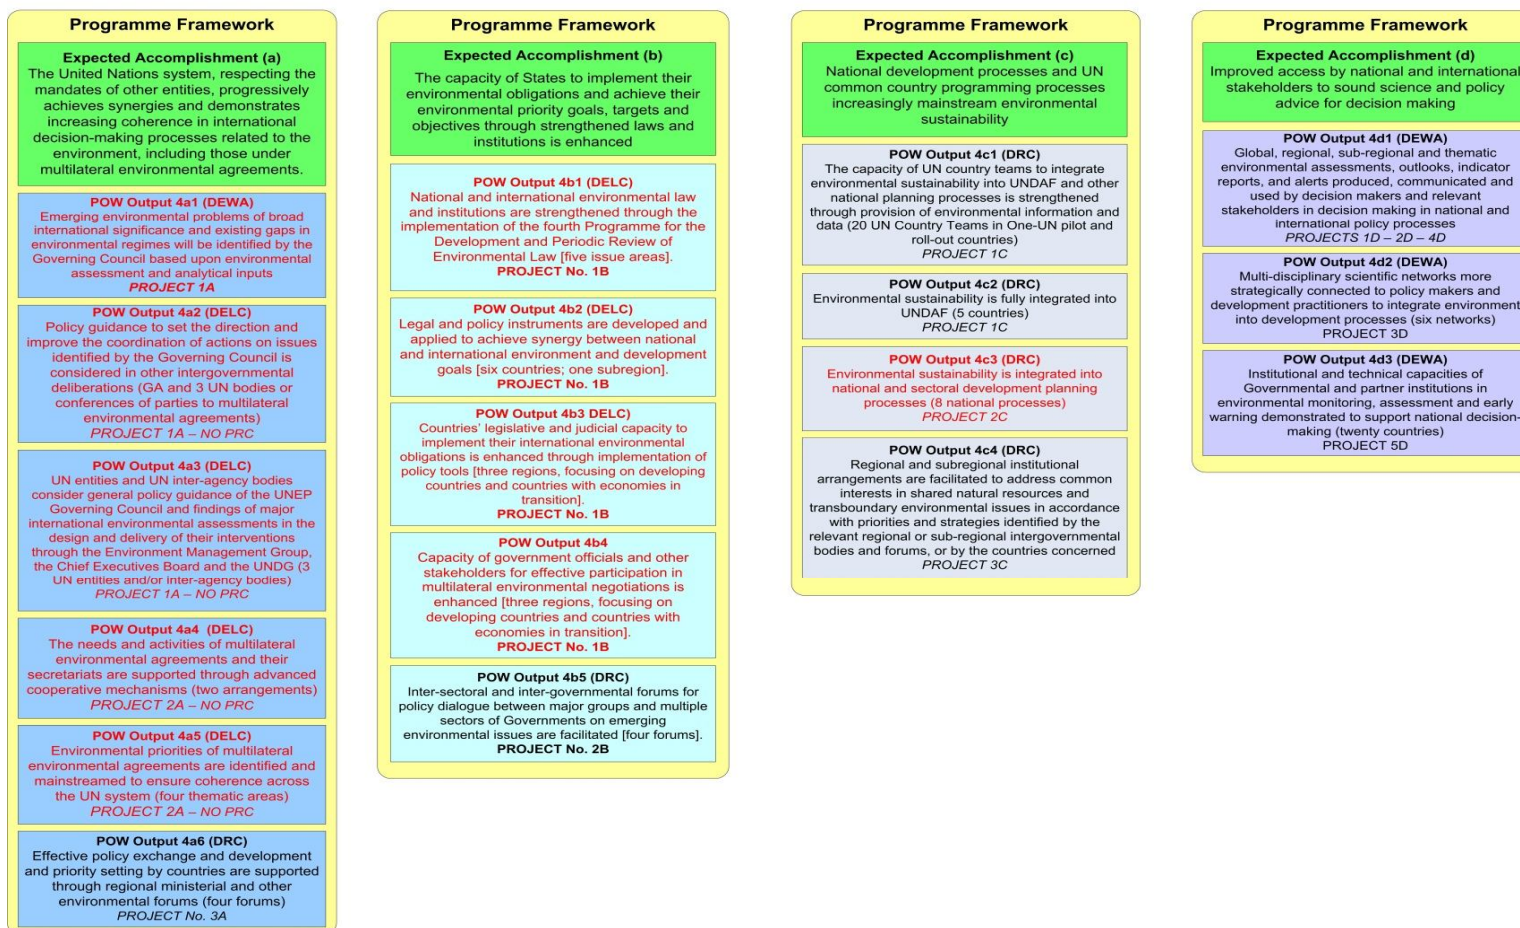 Programme Framework
Expected Accomplishment (a)
The United Nations system, respecting the
mandates of other entities, progressively
achieves synergies and demonstrates
increasing coherence in international
decision-making processes related to the
environment, including those under
multilateral environmental agreements.
POW Output 4a1 (DEWA)
Emerging environmental problems of broad
international significance and existing gaps in
environmental regimes will be identified by the
Governing Council based upon environmental
assessment and analytical inputs
PROJECT 1A
POW Output 4a2 (DELC)
Policy guidance to set the direction and
improve the coordination of actions on issues
identified by the Governing Council is
considered in other intergovernmental
deliberations (GA and 3 UN bodies or
conferences of parties to multilateral
environmental agreements)
PROJECT 1A – NO PRC
POW Output 4a3 (DELC)
UN entities and UN inter-agency bodies
consider general policy guidance of the UNEP
Governing Council and findings of major
international environmental assessments in the
design and delivery of their interventions
through the Environment Management Group,
the Chief Executives Board and the UNDG (3
UN entities and/or inter-agency bodies)
PROJECT 1A – NO PRC
POW Output 4a4 (DELC)
The needs and activities of multilateral
environmental agreements and their
secretariats are supported through advanced
cooperative mechanisms (two arrangements)
PROJECT 2A – NO PRC
POW Output 4a5 (DELC)
Environmental priorities of multilateral
environmental agreements are identified and
mainstreamed to ensure coherence across
the UN system (four thematic areas)
PROJECT 2A – NO PRC
POW Output 4a6 (DRC)
Effective policy exchange and development
and priority setting by countries are supported
through regional ministerial and other
environmental forums (four forums)
PROJECT No. 3A
Programme Framework
Expected Accomplishment (b)
The capacity of States to implement their
environmental obligations and achieve their
environmental priority goals, targets and
objectives through strengthened laws and
institutions is enhanced
POW Output 4b1 (DELC)
National and international environmental law
and institutions are strengthened through the
implementation of the fourth Programme for the
Development and Periodic Review of
Environmental Law [five issue areas].
PROJECT No. 1B
POW Output 4b2 (DELC)
Legal and policy instruments are developed and
applied to achieve synergy between national
and international environment and development
goals [six countries; one subregion].
PROJECT No. 1B
POW Output 4b3 DELC)
Countries' legislative and judicial capacity to
implement their international environmental
obligations is enhanced through implementation of
policy tools [three regions, focusing on developing
countries and countries with economies in
transition].
PROJECT No. 1B
POW Output 4b4
Capacity of government officials and other
stakeholders for effective participation in
multilateral environmental negotiations is
enhanced [three regions, focusing on
developing countries and countries with
economies in transition].
PROJECT No. 1B
POW Output 4b5 (DRC)
Inter-sectoral and inter-governmental forums for
policy dialogue between major groups and multiple
sectors of Governments on emerging
environmental issues are facilitated [four forums].
PROJECT No. 2B
Programme Framework
Expected Accomplishment (c)
National development processes and UN
common country programming processes
increasingly mainstream environmental
sustainability
POW Output 4c1 (DRC)
The capacity of UN country teams to integrate
environmental sustainability into UNDAF and other
national planning processes is strengthened
through provision of environmental information and
data (20 UN Country Teams in One-UN pilot and
roll-out countries)
PROJECT 1C
POW Output 4c2 (DRC)
Environmental sustainability is fully integrated into
UNDAF (5 countries)
PROJECT 1C
POW Output 4c3 (DRC)
Environmental sustainability is integrated into
national and sectoral development planning
processes (8 national processes)
PROJECT 2C
POW Output 4c4 (DRC)
Regional and subregional institutional
arrangements are facilitated to address common
interests in shared natural resources and
transboundary environmental issues in accordance
with priorities and strategies identified by the
relevant regional or sub-regional intergovernmental
bodies and forums, or by the countries concerned
PROJECT 3C
Programme Framework
Expected Accomplishment (d)
Improved access by national and international
stakeholders to sound science and policy
advice for decision making
POW Output 4d1 (DEWA)
Global, regional, sub-regional and thematic
environmental assessments, outlooks, indicator
reports, and alerts produced, communicated and
used by decision makers and relevant
stakeholders in decision making in national and
international policy processes
PROJECTS 1D – 2D – 4D
POW Output 4d2 (DEWA)
Multi-disciplinary scientific networks more
strategically connected to policy makers and
development practitioners to integrate environment
into development processes (six networks)
PROJECT 3D
POW Output 4d3 (DEWA)
Institutional and technical capacities of
Governmental and partner institutions in
environmental monitoring, assessment and early
warning demonstrated to support national decision-
making (twenty countries)
PROJECT 5D